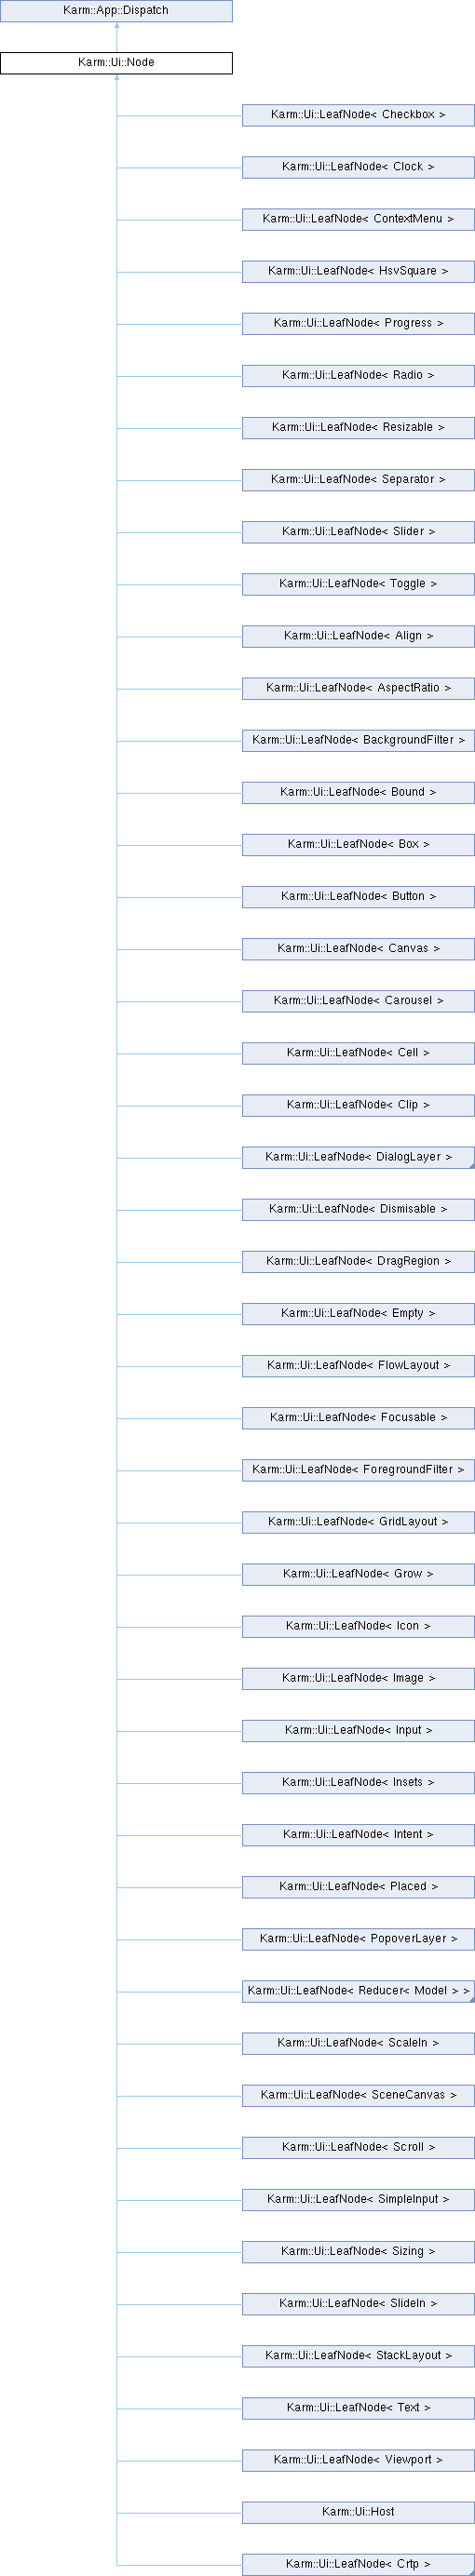 Karm::App::Dispatch
Karm::Ui::Node
Karm::Ui::LeafNode< Checkbox >
Karm::Ui::LeafNode< Clock >
Karm::Ui::LeafNode< ContextMenu >
Karm::Ui::LeafNode< HsvSquare >
Karm::Ui::LeafNode< Progress >
Karm::Ui::LeafNode< Radio >
Karm::Ui::LeafNode< Resizable >
Karm::Ui::LeafNode< Separator >
Karm::Ui::LeafNode< Slider >
Karm::Ui::LeafNode< Toggle >
Karm::Ui::LeafNode< Align >
Karm::Ui::LeafNode< AspectRatio >
Karm::Ui::LeafNode< BackgroundFilter >
Karm::Ui::LeafNode< Bound >
Karm::Ui::LeafNode< Box >
Karm::Ui::LeafNode< Button >
Karm::Ui::LeafNode< Canvas >
Karm::Ui::LeafNode< Carousel >
Karm::Ui::LeafNode< Cell >
Karm::Ui::LeafNode< Clip >
Karm::Ui::LeafNode< DialogLayer >
Karm::Ui::LeafNode< Dismisable >
Karm::Ui::LeafNode< DragRegion >
Karm::Ui::LeafNode< Empty >
Karm::Ui::LeafNode< FlowLayout >
Karm::Ui::LeafNode< Focusable >
Karm::Ui::LeafNode< ForegroundFilter >
Karm::Ui::LeafNode< GridLayout >
Karm::Ui::LeafNode< Grow >
Karm::Ui::LeafNode< Icon >
Karm::Ui::LeafNode< Image >
Karm::Ui::LeafNode< Input >
Karm::Ui::LeafNode< Insets >
Karm::Ui::LeafNode< Intent >
Karm::Ui::LeafNode< Placed >
Karm::Ui::LeafNode< PopoverLayer >
Karm::Ui::LeafNode< Reducer< Model > >
Karm::Ui::LeafNode< ScaleIn >
Karm::Ui::LeafNode< SceneCanvas >
Karm::Ui::LeafNode< Scroll >
Karm::Ui::LeafNode< SimpleInput >
Karm::Ui::LeafNode< Sizing >
Karm::Ui::LeafNode< SlideIn >
Karm::Ui::LeafNode< StackLayout >
Karm::Ui::LeafNode< Text >
Karm::Ui::LeafNode< Viewport >
Karm::Ui::Host
Karm::Ui::LeafNode< Crtp >